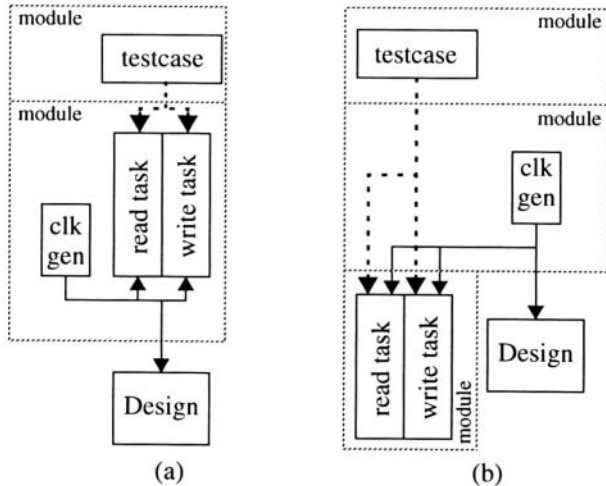 module
testcase
module
clk
gen
read task
write task
Design
(a)
module
testcase
module
clk
gen
read task
write task
module
Design
(b)